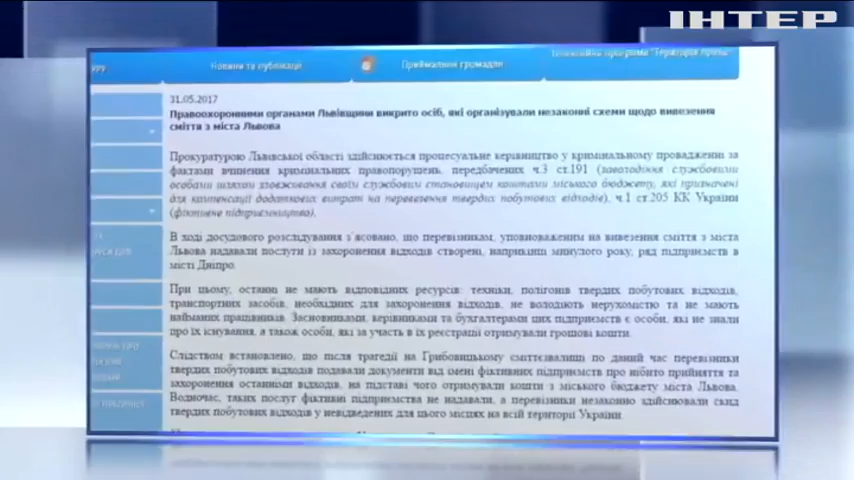 ІНТЕР
Новини та публікації
Приймальні громадян
31.05.2017
Правоохоронними органами Львівщини викрито осіб, які організували незаконні схеми щодо вивезення
сміття з міста Львова
Прокуратурою Львівської області здійснюється процесуальне керівництво у кримінальному провадженні за
фактами вчинення кримінальних правопорушень, передбачених ч.3 ст.191 (заволодіння службовими
особами шляхом зловживання своїм службовим становищем коштами міського бюджету, які призначені
для компенсації додаткових витрат на перевезення твердих побутових відходів), ч.1 ст.205 КК України
(фіктивне підприємництво).
В ході досудового розслідування з'ясовано, що перевізникам, уповноваженим на вивезення сміття з міста
Львова надавали послуги із захоронення відходів створені, наприкінці минулого року, ряд підприємств в
місті Дніпро.
При цьому, останні не мають відповідних ресурсів: техніки, полігонів твердих побутових відходів,
транспортних засобів, необхідних для захоронення відходів, не володіють нерухомістю та не мають
найманих працівників. Засновниками, керівниками та бухгалтерами цих підприємств є особи, які не знали
про їх існування, а також особи, які за участь в їх реєстрації отримували грошові кошти.
Слідством встановлено, що після трагедії на Грибовицькому сміттєзвалищі по даний час перевізники
твердих побутових відходів подавали документи від імені фіктивних підприємств про нібито прийняття та
захоронення останніми відходів, на підставі чого отримували кошти з міського бюджету міста Львова.
Водночас, таких послуг фіктивні підприємства не надавали, а перевізники незаконно здійснювали скид
твердих побутових відходів у невідведених для цього місцях на всій території України.